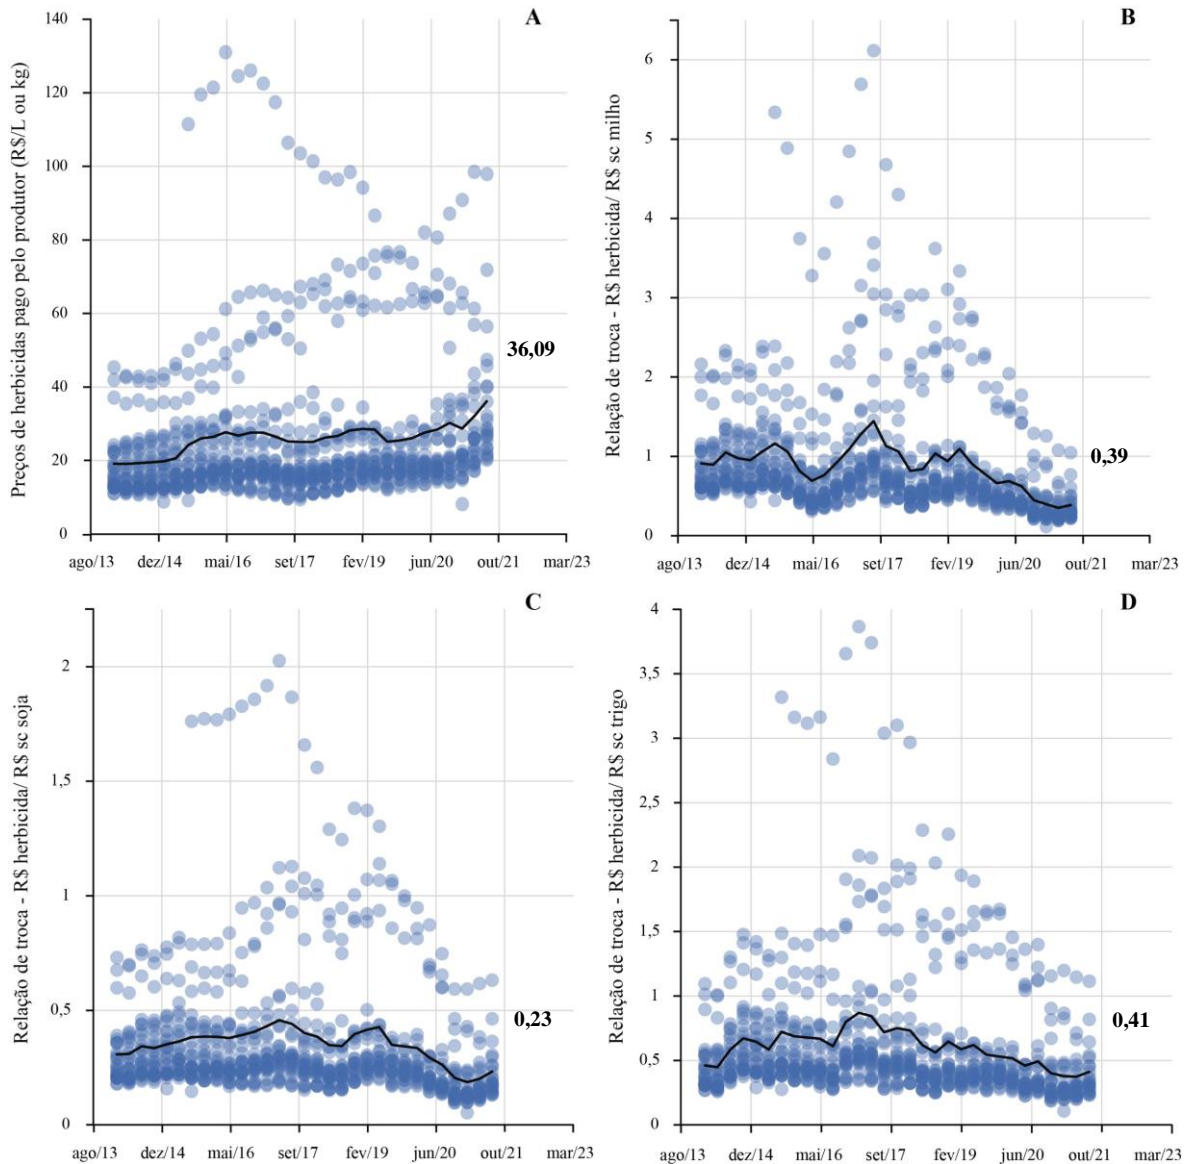 A
Preços de herbicidas pago pelo produtor (R$/L ou kg)
140
120
100
80
60
40
20
0
36,09
ago/13 dez/14 mai/16 set/17 fev/19 jun/20 out/21 mar/23
B
Relação de troca - R$ herbicida/ R$ sc milho
6
5
4
3
2
1
0
0,39
ago/13 dez/14 mai/16 set/17 fev/19 jun/20 out/21 mar/23
C
Relação de troca - R$ herbicida/ R$ sc soja
2
1,5
1
0,5
0
0,23
ago/13 dez/14 mai/16 set/17 fev/19 jun/20 out/21 mar/23
D
Relação de troca - R$ herbicida/ R$ sc trigo
4
3,5
3
2,5
2
1,5
1
0,5
0
0,41
ago/13 dez/14 mai/16 set/17 fev/19 jun/20 out/21 mar/23